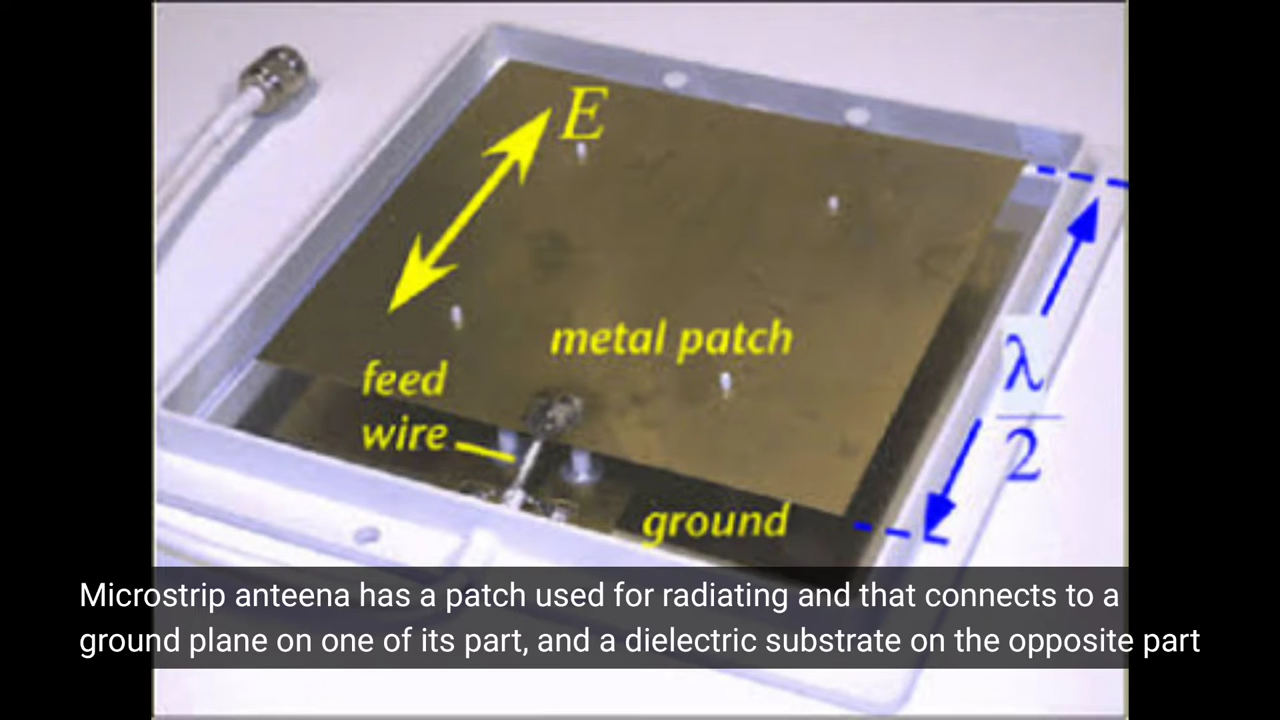 E
metal patch
feed
wire
ground
λ
2
Microstrip anteena has a patch used for radiating and that connects to a
ground plane on one of its part, and a dielectric substrate on the opposite part